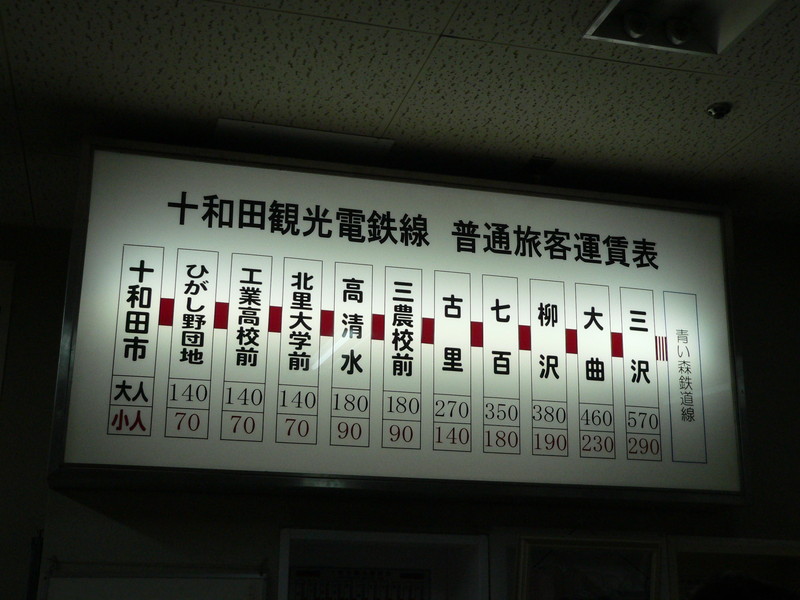 十和田観光電鉄線 普通旅客運賃表
十和田市
大人
小人
ひがし野団地
140
70
工業高校前
140
70
北里大学前
140
70
高清水
180
90
三農校前
180
90
古里
270
140
七百
350
180
柳沢
380
190
大曲
460
230
三沢
570
290
青い森鉄道線